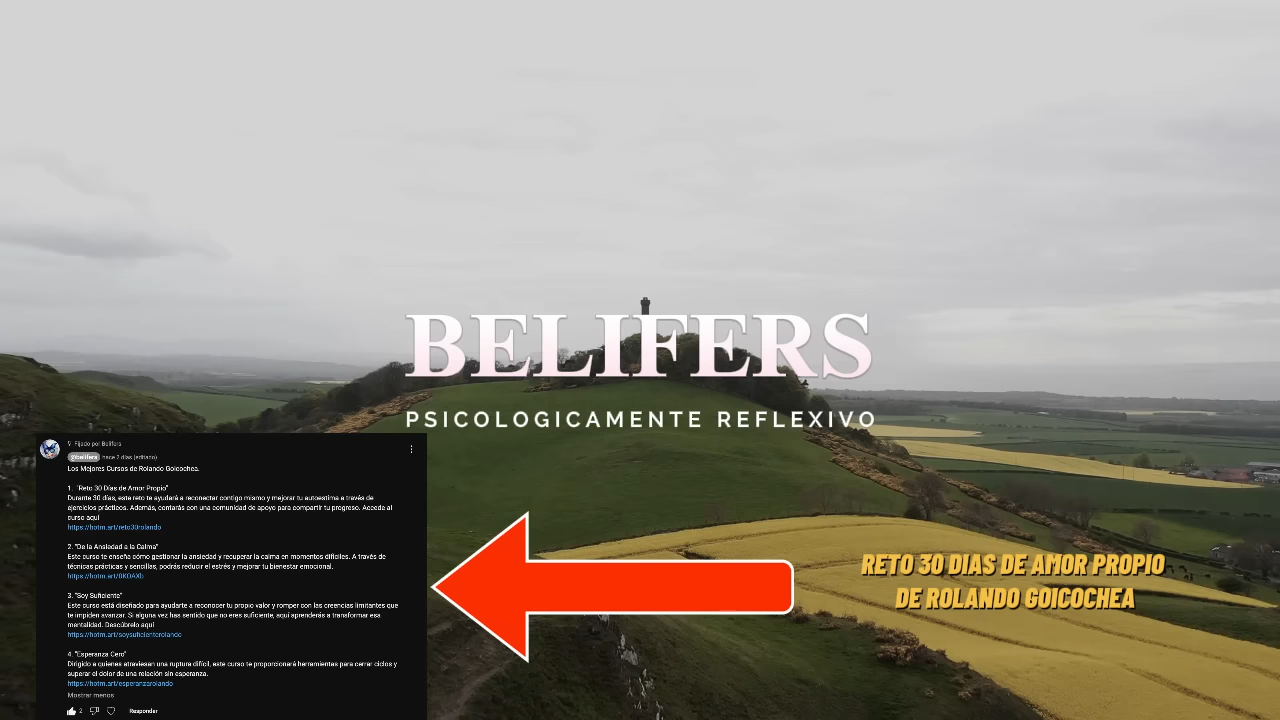 BELIFERS
PSICOLOGICAMENTE REFLEXIVO
Fijado por Belifers
@belifers hace 2 días (editado)
Los Mejores Cursos de Rolando Goicochea.
1. "Reto 30 Días de Amor Propio"
Durante 30 días, este reto te ayudará a reconectar contigo mismo y mejorar tu autoestima a través de
ejercicios prácticos. Además, contarás con una comunidad de apoyo para compartir tu progreso. Accede al
curso aquí
https://hotm.art/reto30rolando
2. "De la Ansiedad a la Calma"
Este curso te enseña cómo gestionar la ansiedad y recuperar la calma en momentos difíciles. A través de
técnicas prácticas y sencillas, podrás reducir el estrés y mejorar tu bienestar emocional.
https://hotm.art/0KOAXb
3. "Soy Suficiente"
Este curso está diseñado para ayudarte a reconocer tu propio valor y romper con las creencias limitantes que
te impiden avanzar. Si alguna vez has sentido que no eres suficiente, aquí aprenderás a transformar esa
mentalidad. Descúbrelo aquí
https://hotm.art/soysuficienterolando
4. "Esperanza Cero"
Dirigido a quienes atraviesan una ruptura difícil, este curso te proporcionará herramientas para cerrar ciclos y
superar el dolor de una relación sin esperanza.
https://hotm.art/esperanzarolando
Mostrar menos
2 Responder
RETO 30 DIAS DE AMOR PROPIO
DE ROLANDO GOICOCHEA